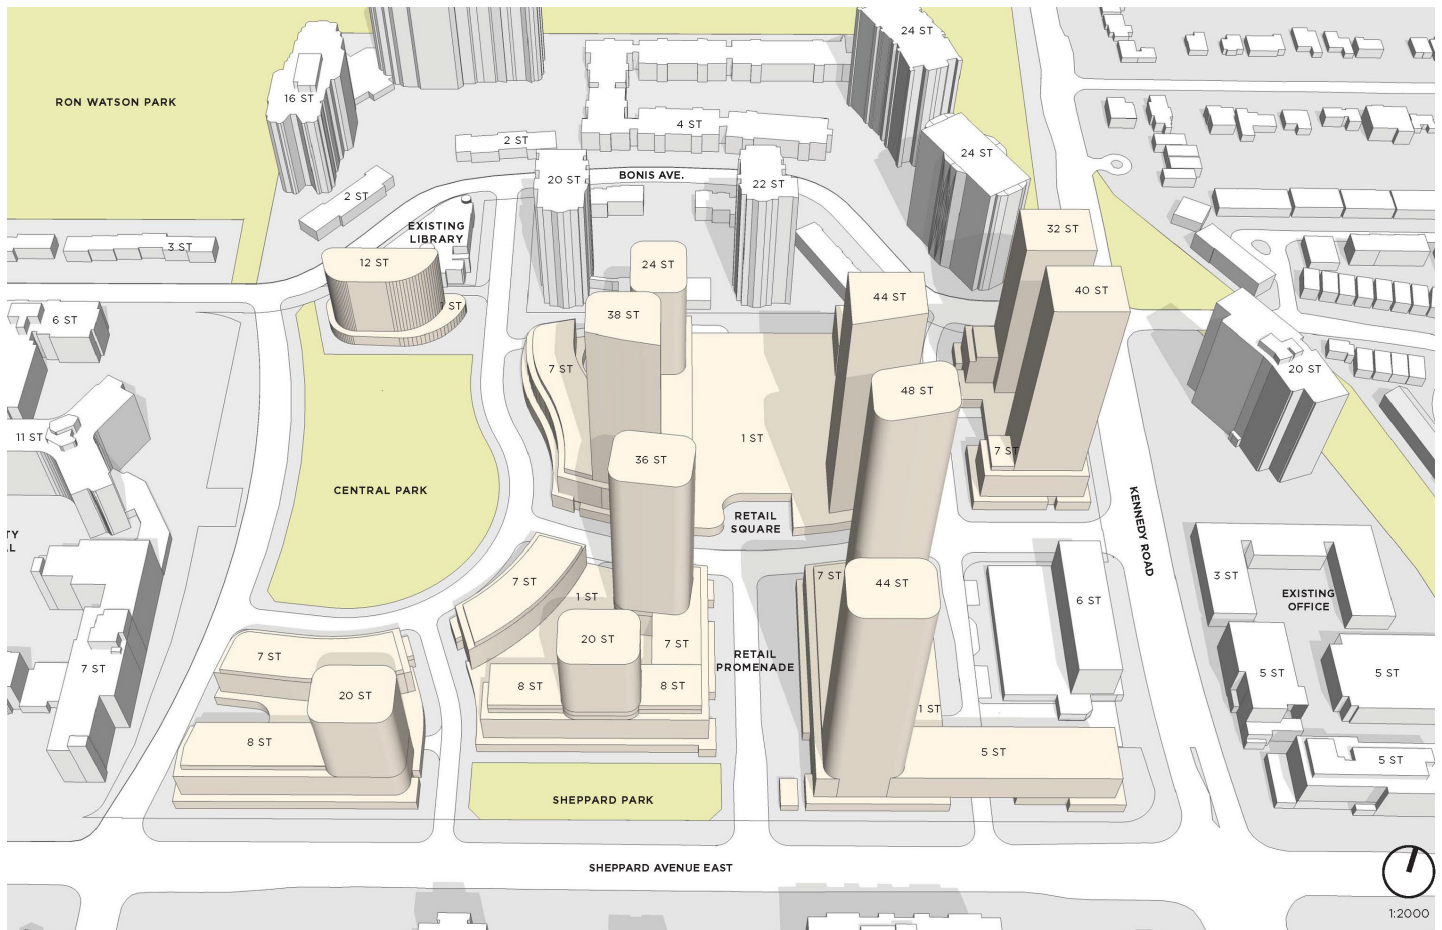 24 ST
RON WATSON PARK
16 ST
4 ST
2 ST
24 ST
BONIS AVE.
20 ST
22 ST
2 ST
EXISTING
LIBRARY
32 ST
3 ST
12 ST
24 ST
40 ST
44 ST
1 ST
38 ST
6 ST
7 ST
20 ST
48 ST
11 ST
1 ST
7 ST
36 ST
CENTRAL PARK
RETAIL
SQUARE
KENNEDY ROAD
TY
AL
7 ST
7 ST
44 ST
3 ST
1 ST
EXISTING
OFFICE
6 ST
20 ST
7 ST
7 ST
RETAIL
PROMENADE
7 ST
8 ST
8 ST
5 ST
5 ST
20 ST
1 ST
8 ST
5 ST
5 ST
SHEPPARD PARK
SHEPPARD AVENUE EAST
1:2000